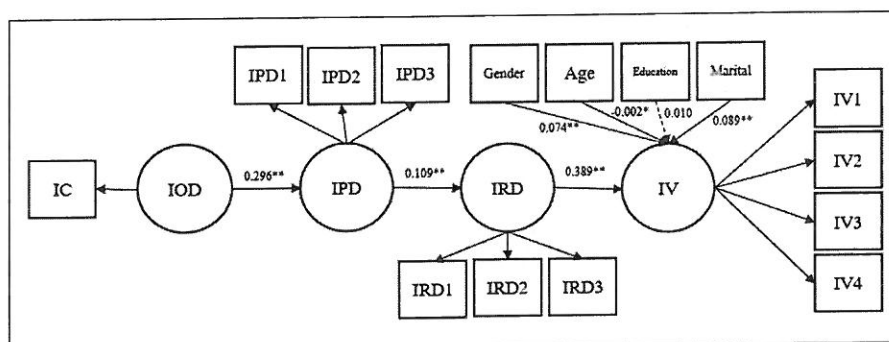 IPD1
IPD2
IPD3
Gender
Age
Education
Marital
IV1
-0.002*
0.010
0.074**
0.089**
IV2
IC
IOD
0.296**
IPD
0.109**
IRD
0.389**
IV
IV3
IRD1
IRD2
IRD3
IV4